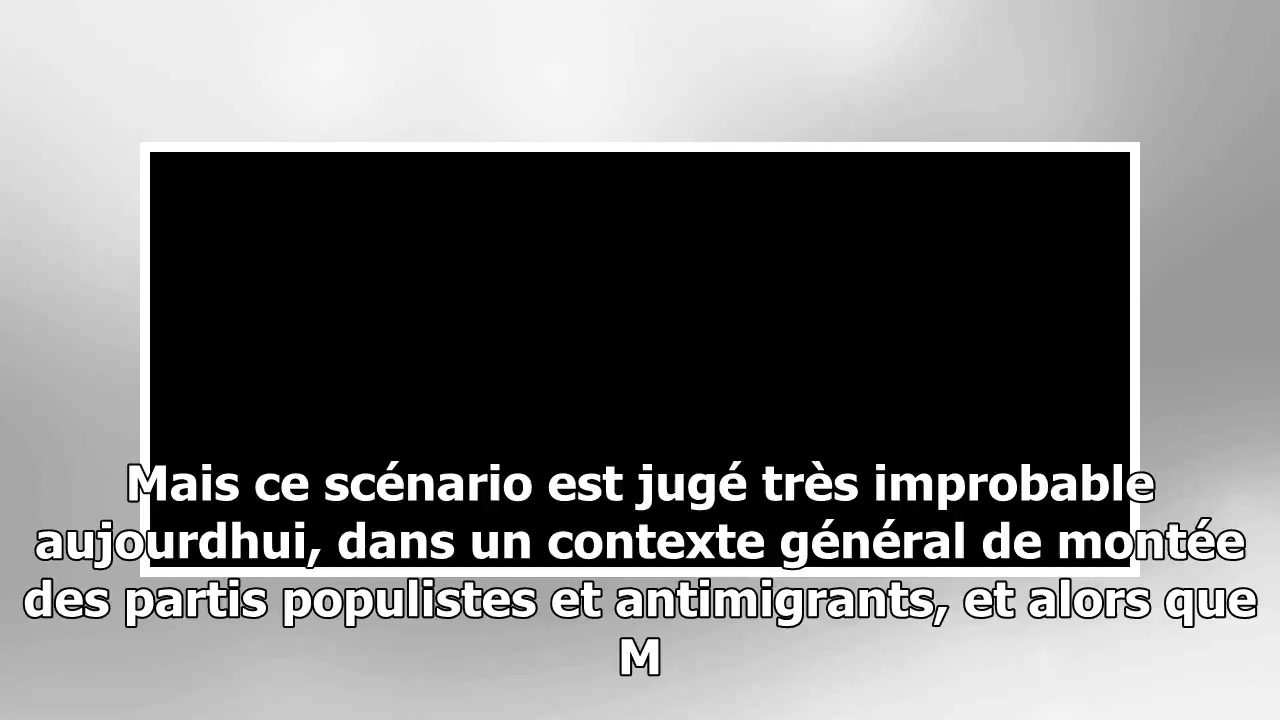 Mais ce scénario est jugé très improbable
aujourdhui, dans un contexte général de montée
des partis populistes et antimigrants, et alors que
M